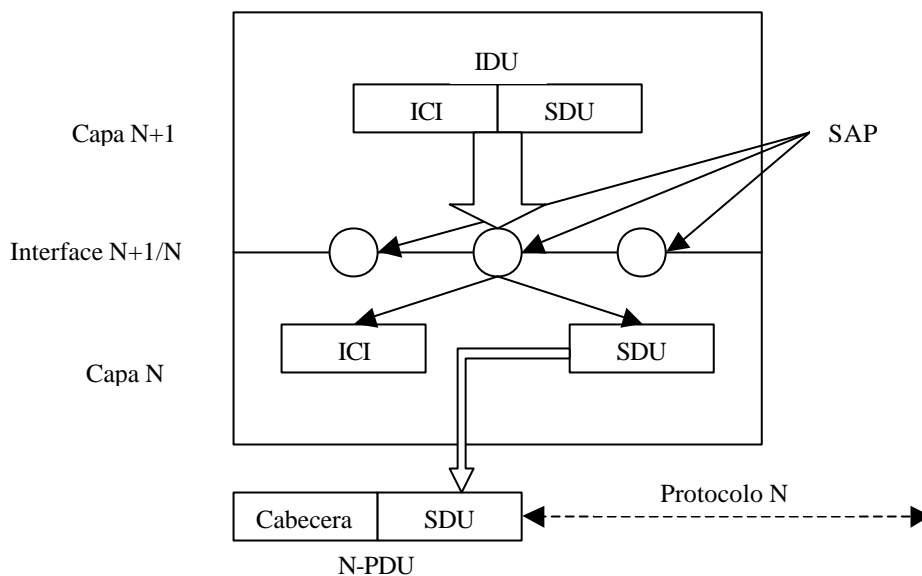 IDU
ICI SDU
Capa N+1
SAP
Interface N+1/N
ICI SDU
Capa N
Protocolo N
Cabecera SDU
N-PDU